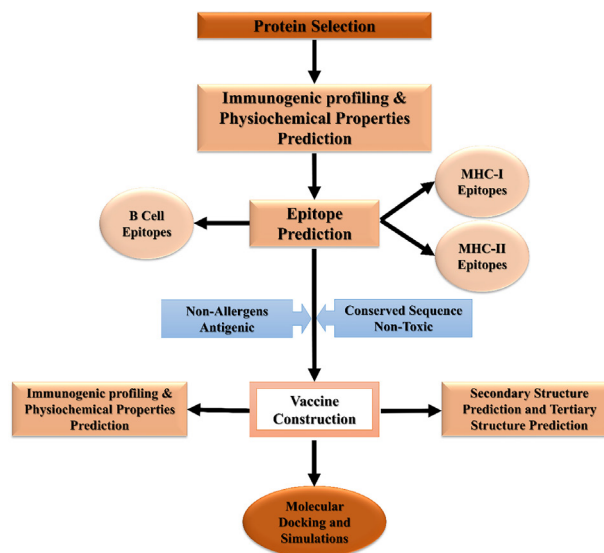 Protein Selection
Immunogenic profiling &
Physiochemical Properties
Prediction
MHC-I
Epitopes
B Cell
Epitopes
Epitope
Prediction
MHC-II
Epitopes
Non-Allergens
Antigenic
Conserved Sequence
Non-Toxic
Immunogenic profiling &
Physiochemical Properties
Prediction
Vaccine
Construction
Secondary Structure
Prediction and Tertiary
Structure Prediction
Molecular
Docking and
Simulations